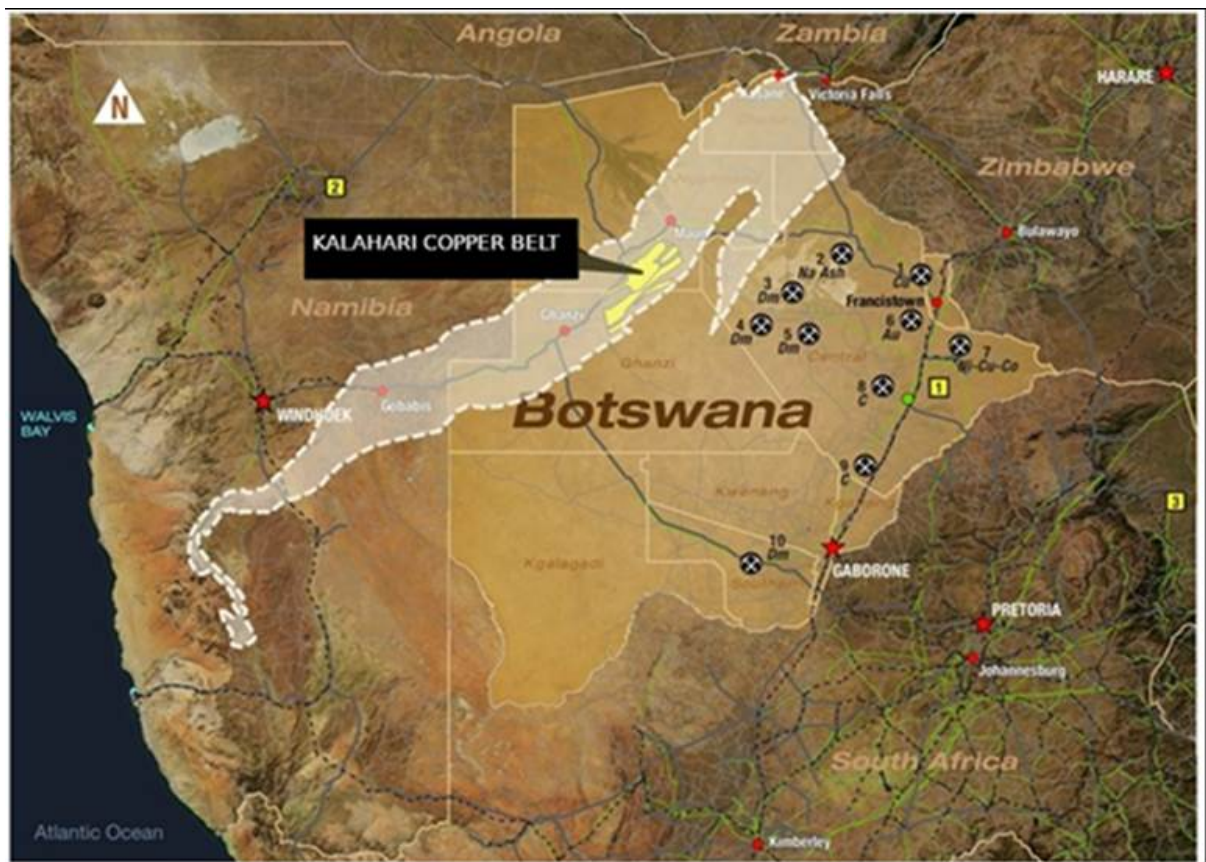 Angola
Zambia
N
HARARE
Kasane
Victoria Falls
Zimbabwe
2
KALAHARI COPPER BELT
Maun
Bulawayo
Namibia
2
Na Ash
1
Cu
3
Dm
Francistown
Ghanzi
4
Dm
5
Dm
6
Au
Ghanzi
Central
7
Ni-Cu-Co
8
C
1
Gobabis
WINDHOEK
Botswana
WALVIS
BAY
9
C
Kweneng
3
10
Dm
Kgalagadi
GABORONE
PRETORIA
Johannesburg
South Africa
Atlantic Ocean
Kimberley